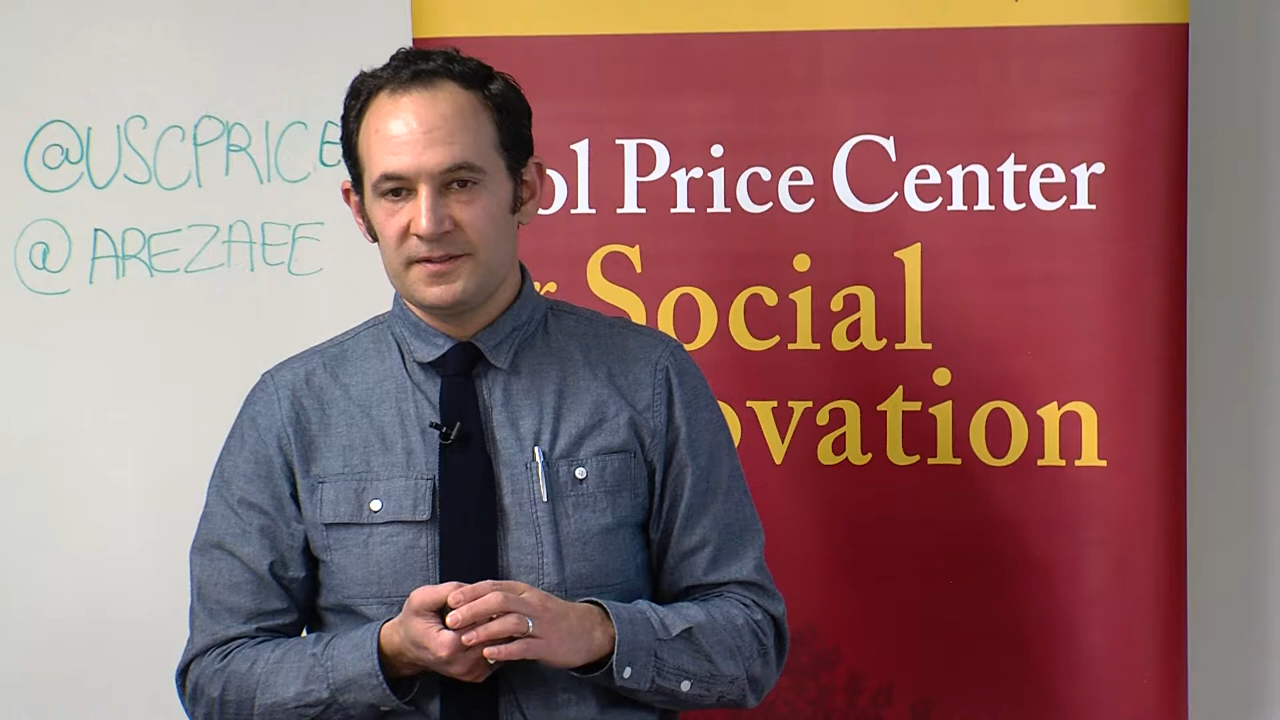 @USCPRICE
@AREZAEE
ol Price Center
r Social
ovation